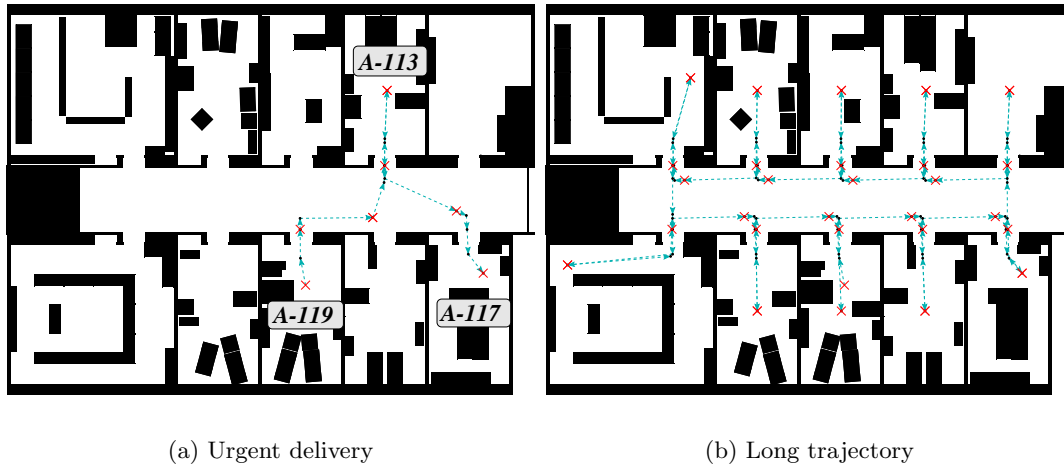 A-113
A-119
A-117
(a) Urgent delivery
(b) Long trajectory